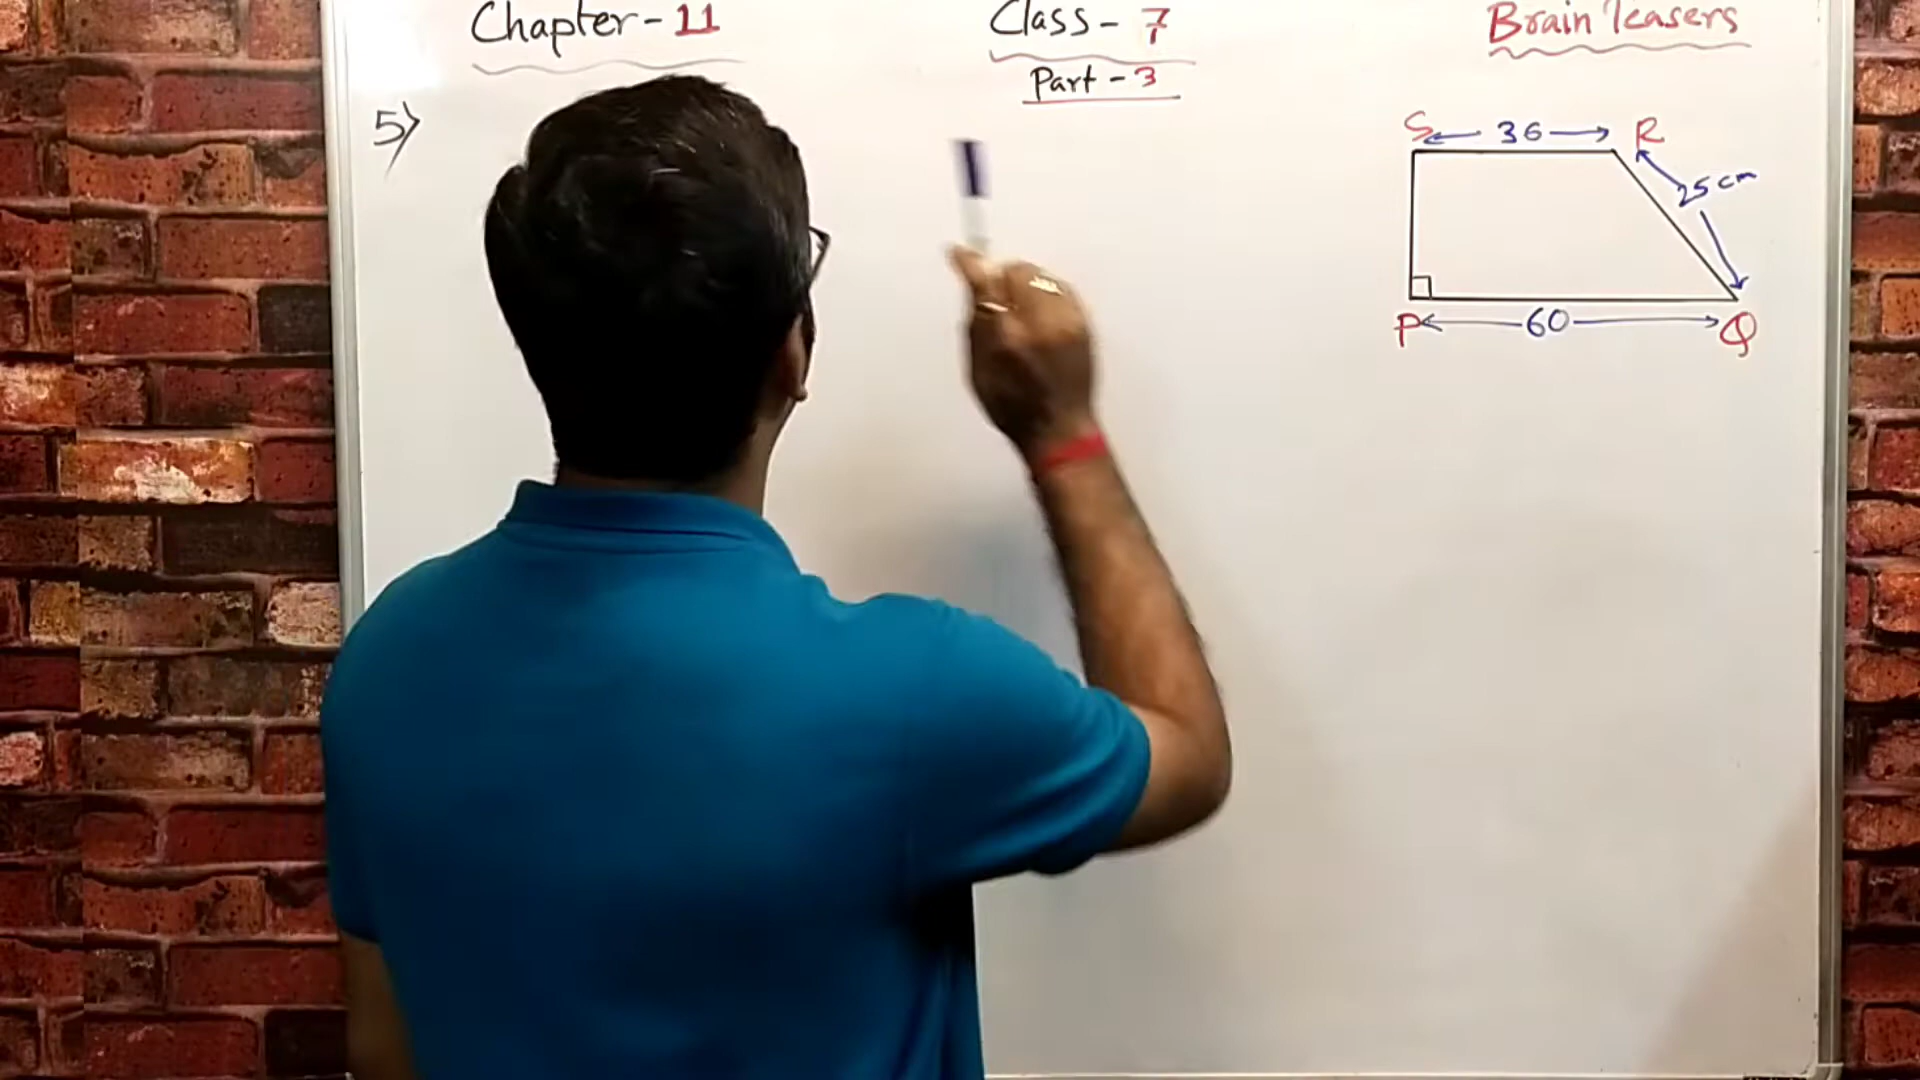 Chapter - 11
Class - 7
Brain Teasers
Part - 3
5)
S 36 R
25 cm
P 60 Q